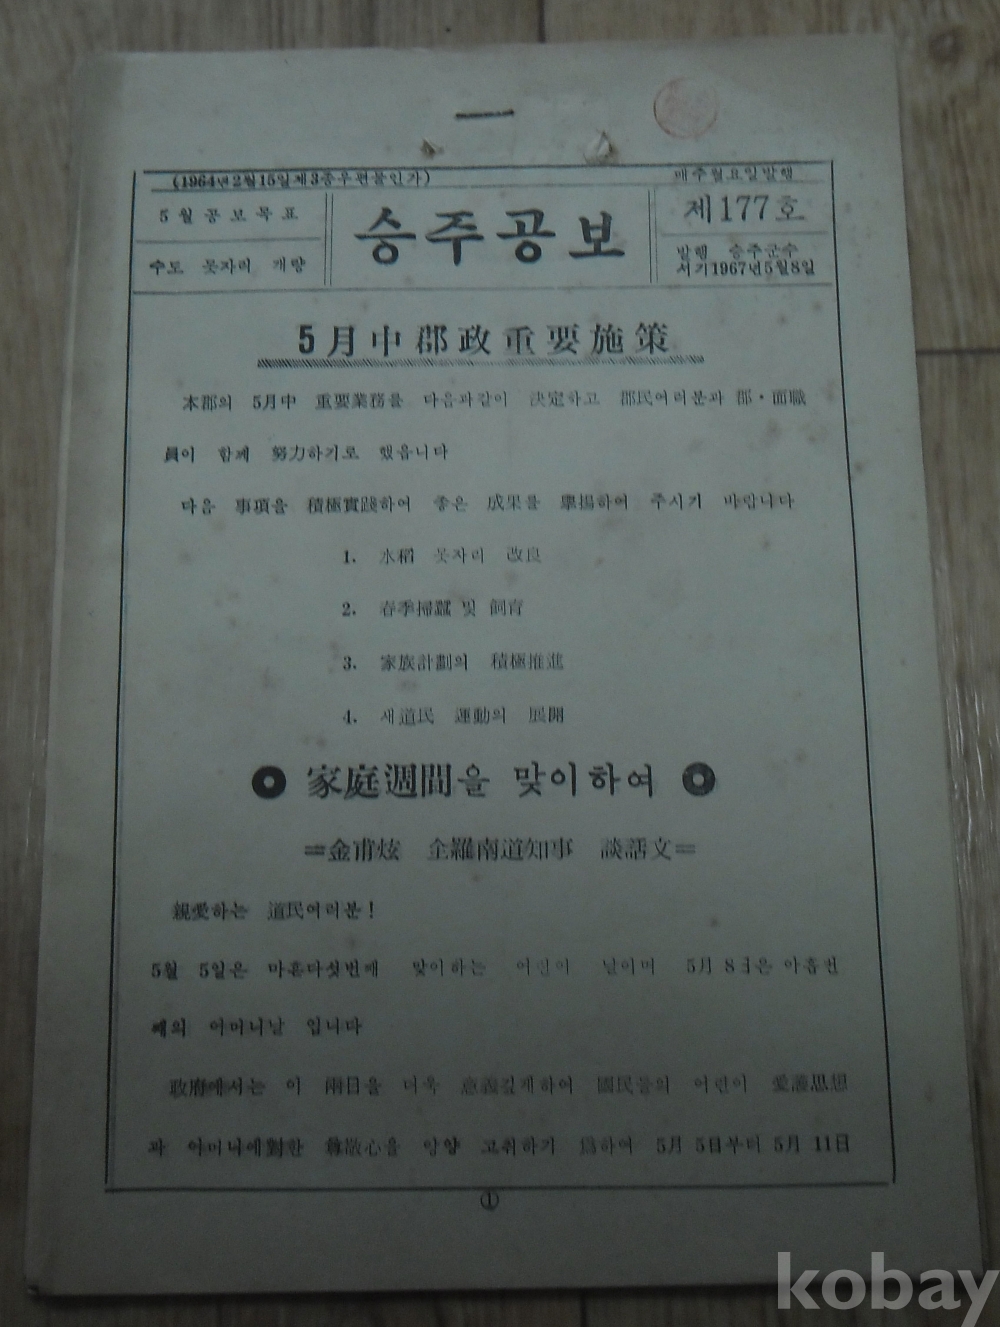 (1964년2월15일제3종우편물인가)
매주월요일발행
5월공보목표
수도 못자리 개량
승주공보
제177호
발행 승주군수
서기1967년5월8일
5月中郡政重要施策
本郡의 5月中 重要業務를 다음과같이 決定하고 郡民여러분과 郡·面職
員이 함께 努力하기로 했읍니다
다음 事項을 積極實踐하여 좋은 成果를 擧揚하여 주시기 바랍니다
1. 水稻 못자리 改良
2. 春季掃蠶 및 飼育
3. 家族計劃의 積極推進
4. 새道民 運動의 展開
家庭週間을 맞이하여
=金甫炫 全羅南道知事 談話文=
親愛하는 道民여러분!
5월 5일은 마흔다섯번째 맞이하는 어린이 날이며 5月 8日은 아홉번
째의 어머니날 입니다
政府에서는 이 兩日을 더욱 意義깊게하여 國民들의 어린이 愛護思想
과 어머니에對한 尊敬心을 앙양 고취하기 爲하여 5月 5日부터 5月 11日
①
kobay